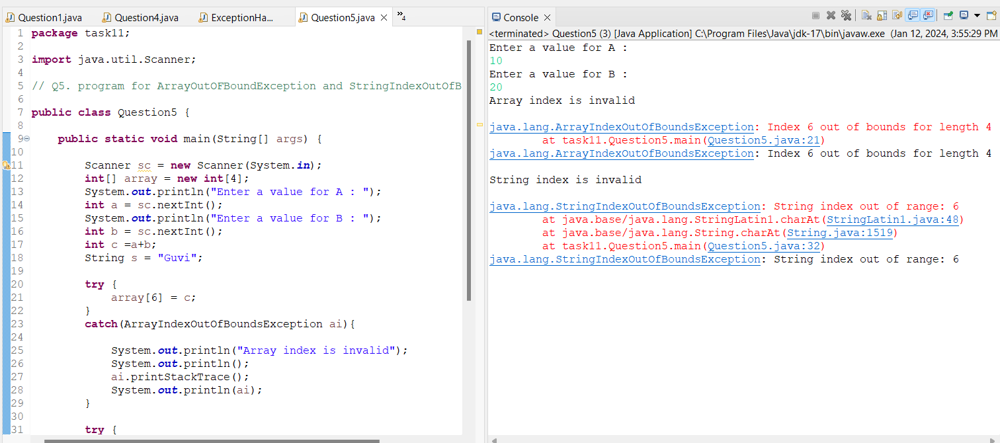 Question1.java Question4.java ExceptionHa... Question5.java »4
1 package task11;
2
3 import java.util.Scanner;
4
5 // Q5. program for ArrayOutOFBoundException and StringIndexOutOfB
6
7 public class Question5 {
8
9 public static void main(String[] args) {
10
11 Scanner sc = new Scanner(System.in);
12 int[] array = new int[4];
13 System.out.println("Enter a value for A : ");
14 int a = sc.nextInt();
15 System.out.println("Enter a value for B : ");
16 int b = sc.nextInt();
17 int c =a+b;
18 String s = "Guvi";
19
20 try {
21 array[6] = c;
22 }
23 catch(ArrayIndexOutOfBoundsException ai){
24
25 System.out.println("Array index is invalid");
26 System.out.println();
27 ai.printStackTrace();
28 System.out.println(ai);
29 }
30
31 try {
Console
<terminated> Question5 (3) [Java Application] C:\Program Files\Java\jdk-17\bin\javaw.exe (Jan 12, 2024, 3:55:29 PM
Enter a value for A :
10
Enter a value for B :
20
Array index is invalid
java.lang.ArrayIndexOutOfBoundsException: Index 6 out of bounds for length 4
at task11.Question5.main(Question5.java:21)
java.lang.ArrayIndexOutOfBoundsException: Index 6 out of bounds for length 4
String index is invalid
java.lang.StringIndexOutOfBoundsException: String index out of range: 6
at java.base/java.lang.StringLatin1.charAt(StringLatin1.java:48)
at java.base/java.lang.String.charAt(String.java:1519)
at task11.Question5.main(Question5.java:32)
java.lang.StringIndexOutOfBoundsException: String index out of range: 6